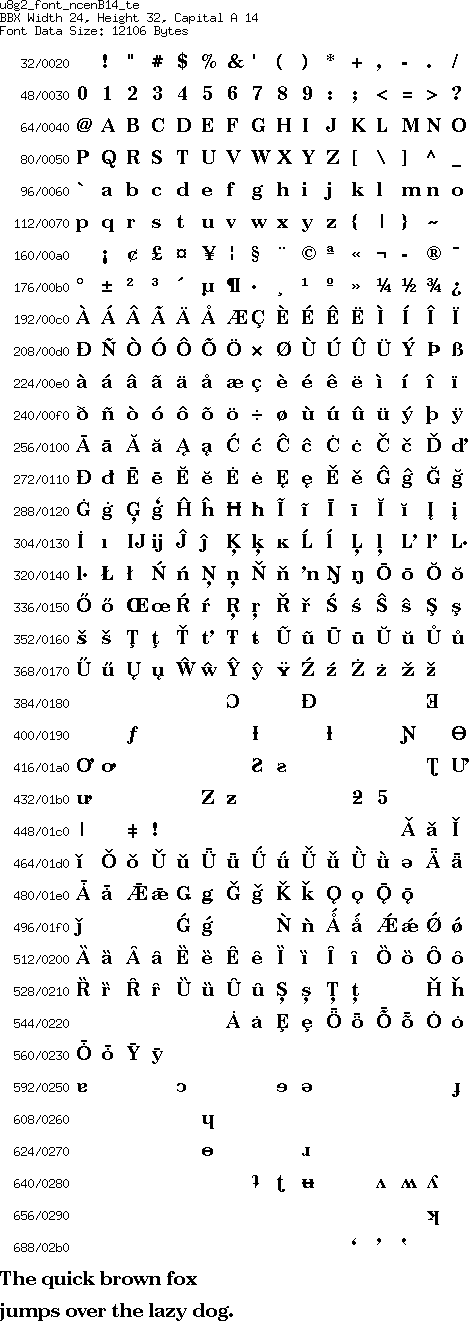 u8g2_font_ncenB14_te
BBX Width 24, Height 32, Capital A 14
Font Data Size: 12106 Bytes
32/0020 ! " # $ % & ' ( ) * + , - . /
48/0030 0 1 2 3 4 5 6 7 8 9 : ; < = > ?
64/0040 @ A B C D E F G H I J K L M N O
80/0050 P Q R S T U V W X Y Z [ \ ] ^ _
96/0060 ` a b c d e f g h i j k l m n o
112/0070 p q r s t u v w x y z { | } ~
160/00a0 ¡ ¢ £ ¤ ¥ ¦ § ¨ © ª « ¬ - ® ¯
176/00b0 ° ± ² ³ ´ µ ¶ · ¸ ¹ º » ¼ ½ ¾ ¿
192/00c0 À Á Â Ã Ä Å Æ Ç È É Ê Ë Ì Í Î Ï
208/00d0 Ð Ñ Ò Ó Ô Õ Ö × Ø Ù Ú Û Ü Ý Þ ß
224/00e0 à á â ã ä å æ ç è é ê ë ì í î ï
240/00f0 ð ñ ò ó ô õ ö ÷ ø ù ú û ü ý þ ÿ
256/0100 Ā ā Ă ă Ą ą Ć ć Ĉ ĉ Ċ ċ Č č Ď ď
272/0110 Đ đ Ē ē Ĕ ĕ Ė ė Ę ę Ě ě Ĝ ĝ Ğ ğ
288/0120 Ġ ġ Ģ ģ Ĥ ĥ Ħ ħ Ĩ ĩ Ī ī Ĭ ĭ Į į
304/0130 İ ı Ĳ ĳ Ĵ ĵ Ķ ķ ĸ Ĺ ĺ Ļ ļ Ľ ľ Ŀ
320/0140 ŀ Ł ł Ń ń Ņ ņ Ň ň ŉ Ŋ ŋ Ō ō Ŏ ŏ
336/0150 Ő ő Œ œ Ŕ ŕ Ŗ ŗ Ř ř Ś ś Ŝ ŝ Ş ş
352/0160 Š š Ţ ţ Ť ť Ŧ ŧ Ũ ũ Ū ū Ŭ ŭ Ů ů
368/0170 Ű ű Ų ų Ŵ ŵ Ŷ ŷ Ÿ Ź ź Ż ż Ž ž
384/0180 Ɔ Ɖ Ǝ
400/0190 ƒ Ɨ ƚ Ɲ Ɵ
416/01a0 Ơ ơ Ƨ ƨ Ʈ Ư
432/01b0 ư Ƶ ƶ ƻ Ƽ
448/01c0 ǀ ǂ ǃ Ǎ ǎ Ǐ
464/01d0 ǐ Ǒ ǒ Ǔ ǔ Ǖ ǖ Ǘ ǘ Ǚ ǚ Ǜ ǜ ǝ Ǟ ǟ
480/01e0 Ǡ ǡ Ǣ ǣ Ǥ ǥ Ǧ ǧ Ǩ ǩ Ǫ ǫ Ǭ ǭ
496/01f0 ǰ Ǵ ǵ Ǹ ǹ Ǻ ǻ Ǽ ǽ Ǿ ǿ
512/0200 Ȁ ȁ Ȃ ȃ Ȅ ȅ Ȇ ȇ Ȉ ȉ Ȋ ȋ Ȍ ȍ Ȏ ȏ
528/0210 Ȑ ȑ Ȓ ȓ Ȕ ȕ Ȗ ȗ Ș ș Ț ț Ȟ ȟ
544/0220 Ȧ ȧ Ȩ ȩ Ȫ ȫ Ȭ ȭ Ȯ ȯ
560/0230 Ȱ ȱ Ȳ ȳ
592/0250 ɐ ɔ ɘ ə ɟ
608/0260 ɥ
624/0270 ɵ ɹ
640/0280 ʇ ʈ ʉ ʌ ʍ ʎ
656/0290 ʞ
688/02b0 ʻ ʼ ʽ
The quick brown fox
jumps over the lazy dog.